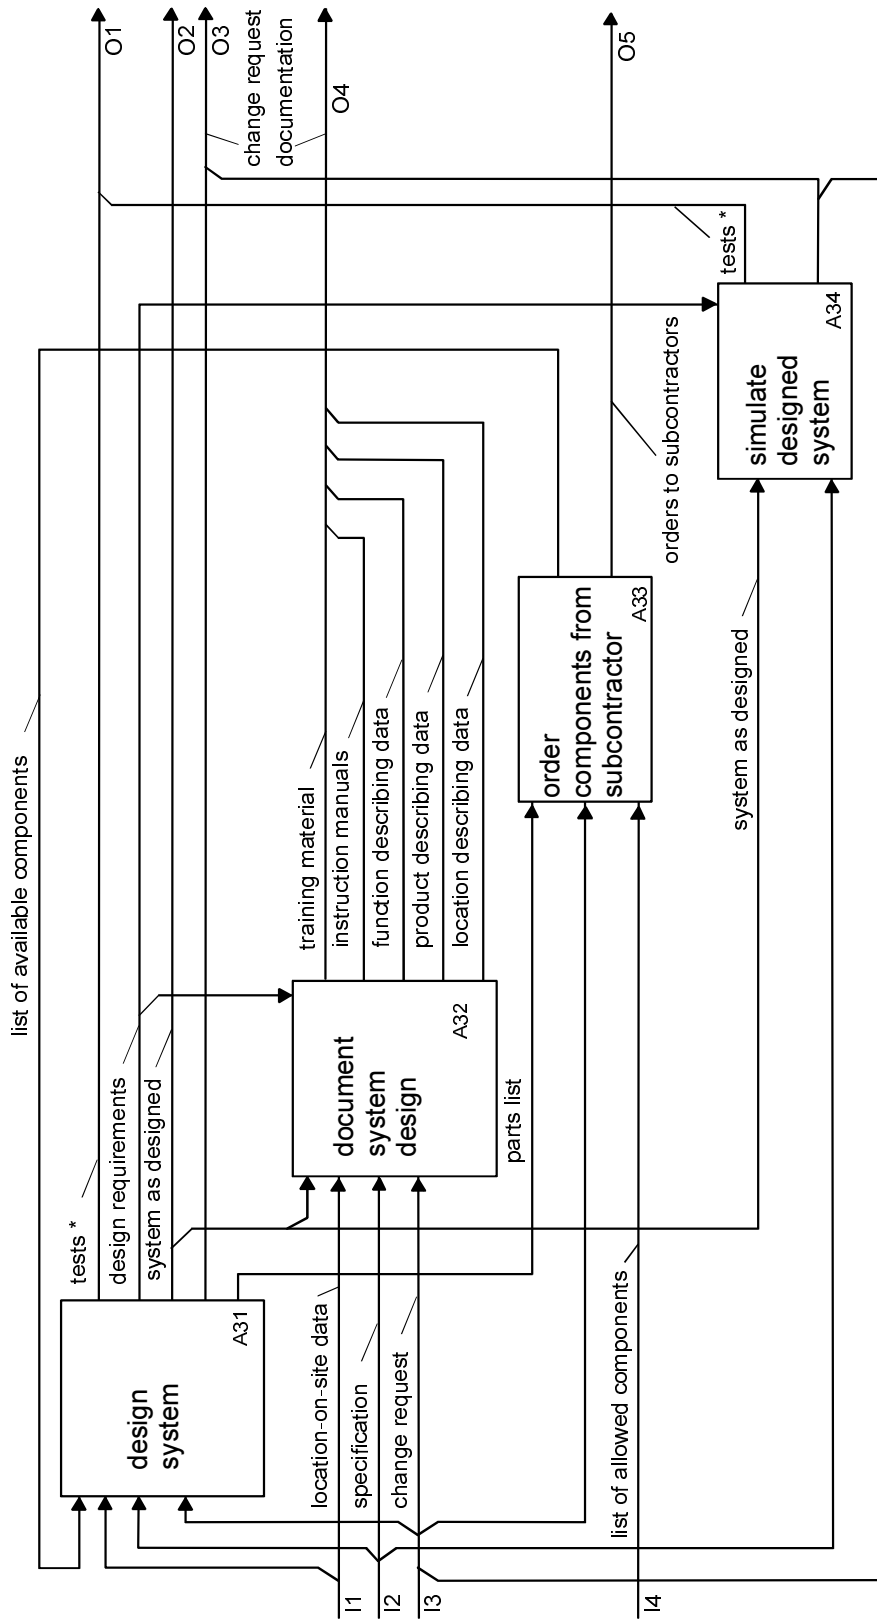 list of available components
tests *
design requirements
system as designed
design
system
A31
O1
O2
O3
change request
documentation
O4
training material
instruction manuals
function describing data
product describing data
location describing data
document
system
design
A32
location-on-site data
specification
change request
parts list
I1
I2
I3
order
components from
subcontractor
A33
O5
orders to subcontractors
list of allowed components
I4
tests *
system as designed
simulate
designed
system
A34